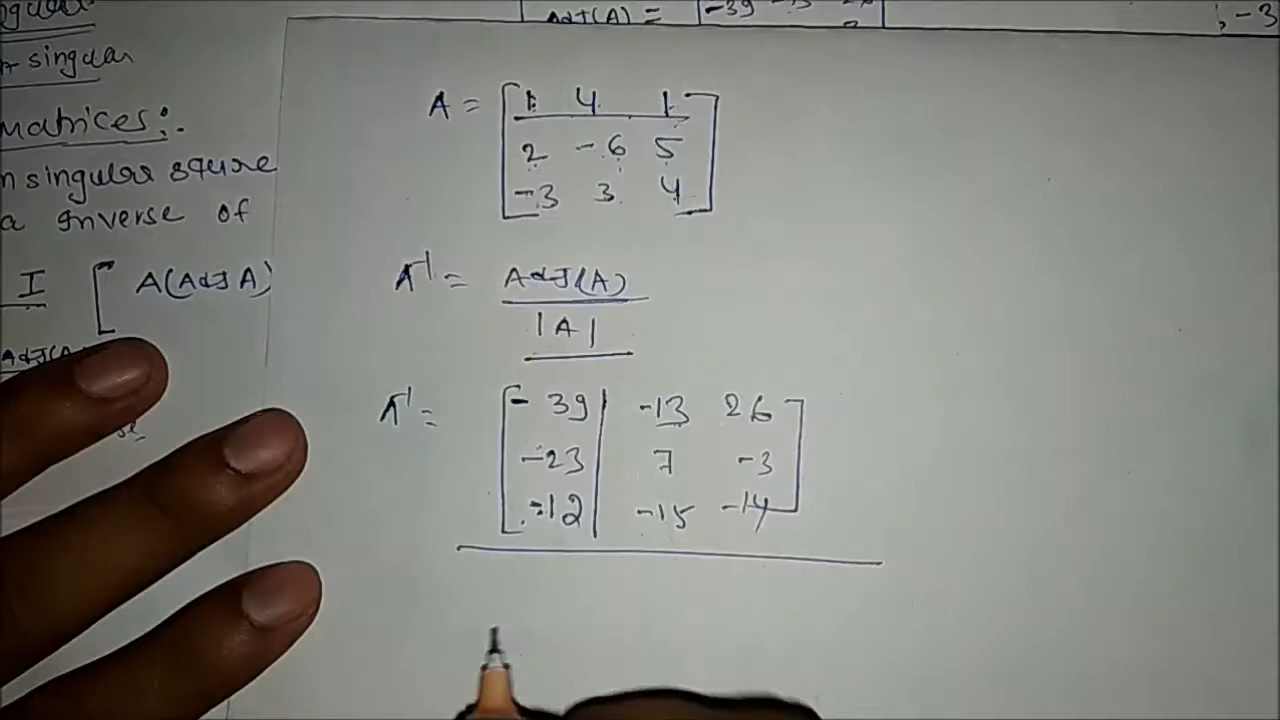 Adj(A) = -39
, -3
singular
Matrices:.
n singular squre
a Inverse of
I [ A(AdJ A)
A = [ 1 4 1
2 -6 5
-3 3 4 ]
A⁻¹ = AdJ(A)
|A|
A⁻¹ = [ -39 -13 26
-23 7 -3
-12 -15 -14 ]